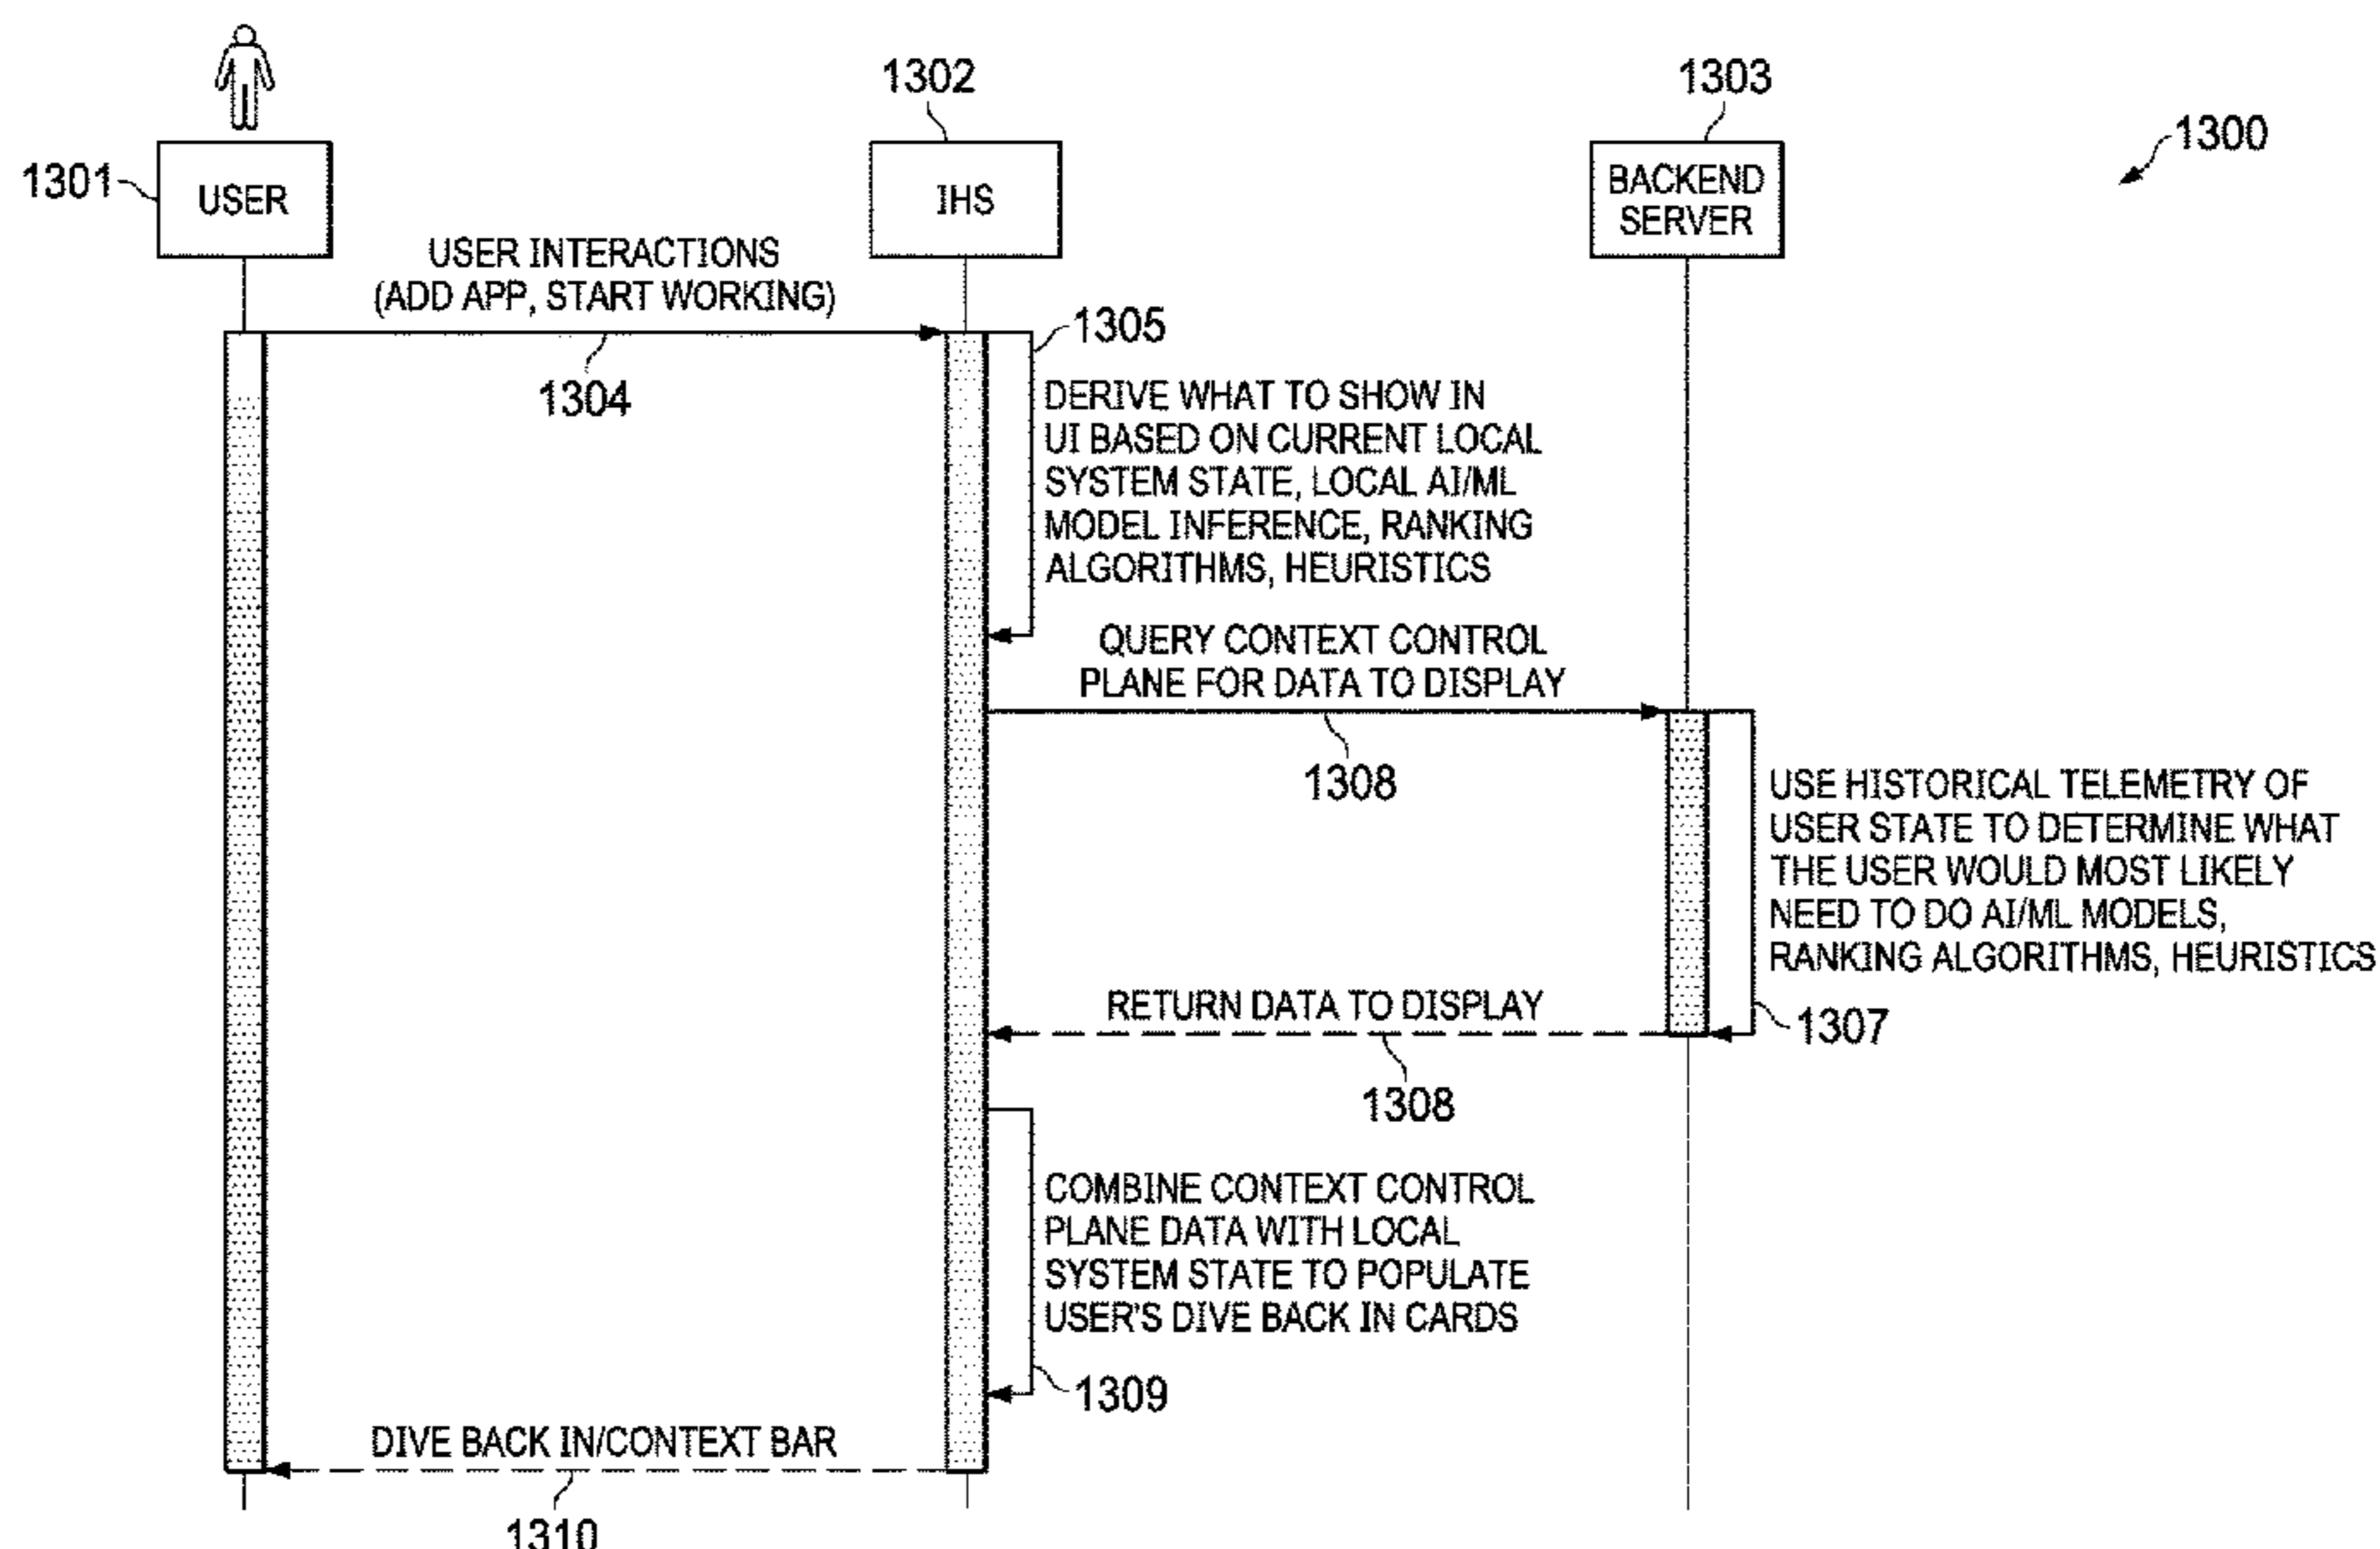 1302
1303
1300
1301
USER
IHS
BACKEND
SERVER
USER INTERACTIONS
(ADD APP, START WORKING)
1304
1305
DERIVE WHAT TO SHOW IN
UI BASED ON CURRENT LOCAL
SYSTEM STATE, LOCAL AI/ML
MODEL INFERENCE, RANKING
ALGORITHMS, HEURISTICS
QUERY CONTEXT CONTROL
PLANE FOR DATA TO DISPLAY
1308
USE HISTORICAL TELEMETRY OF
USER STATE TO DETERMINE WHAT
THE USER WOULD MOST LIKELY
NEED TO DO AI/ML MODELS,
RANKING ALGORITHMS, HEURISTICS
1307
RETURN DATA TO DISPLAY
1308
COMBINE CONTEXT CONTROL
PLANE DATA WITH LOCAL
SYSTEM STATE TO POPULATE
USER'S DIVE BACK IN CARDS
1309
DIVE BACK IN/CONTEXT BAR
1310